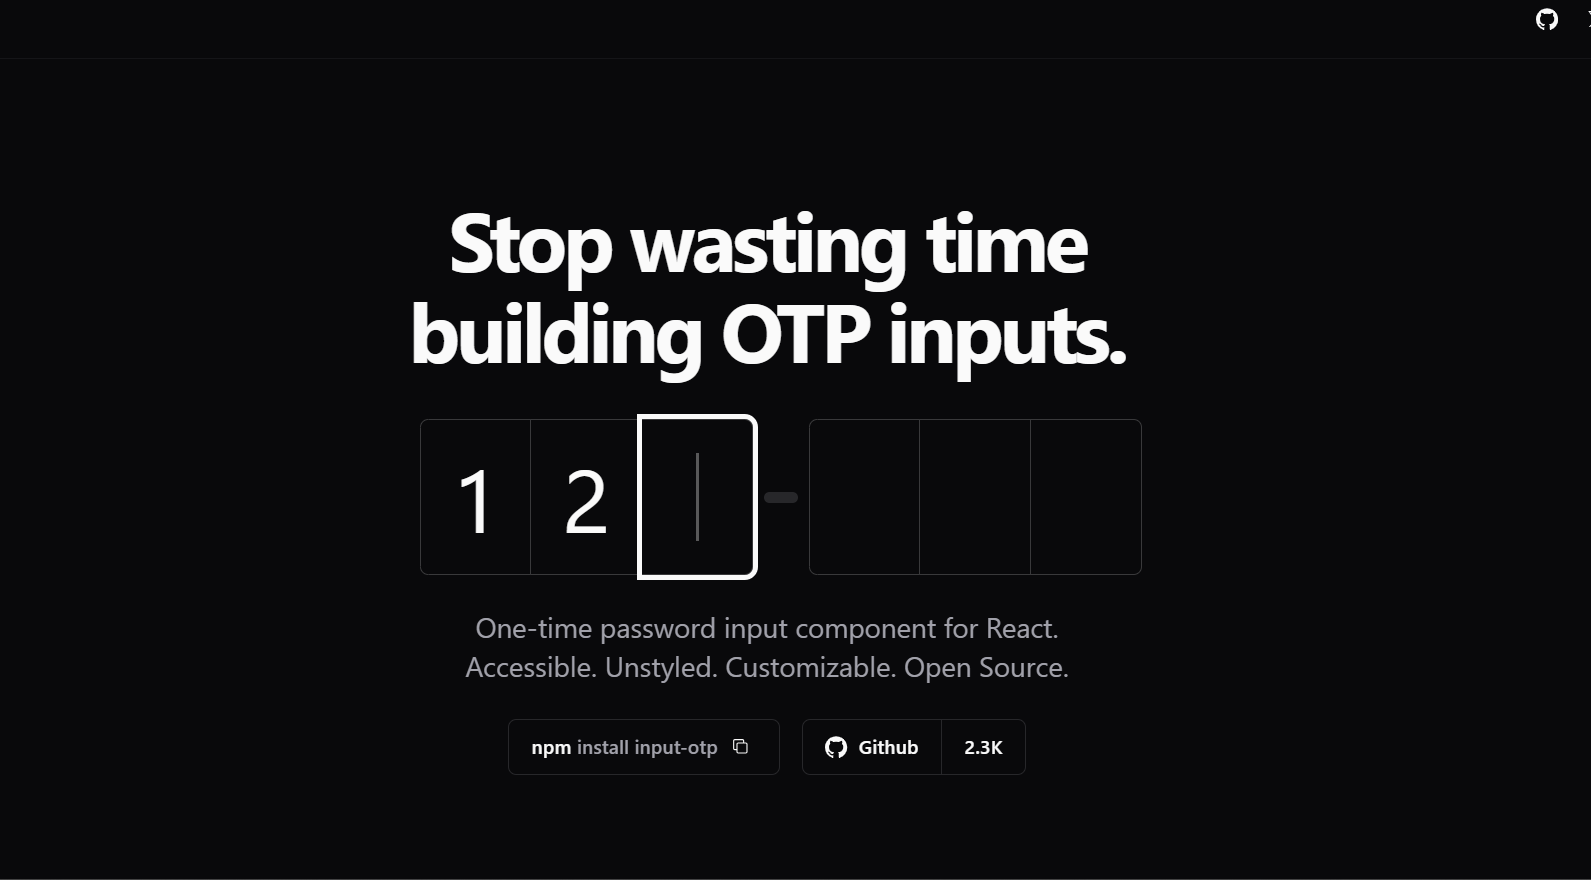 Stop wasting time
building OTP inputs.
1 2
One-time password input component for React.
Accessible. Unstyled. Customizable. Open Source.
npm install input-otp
Github 2.3K